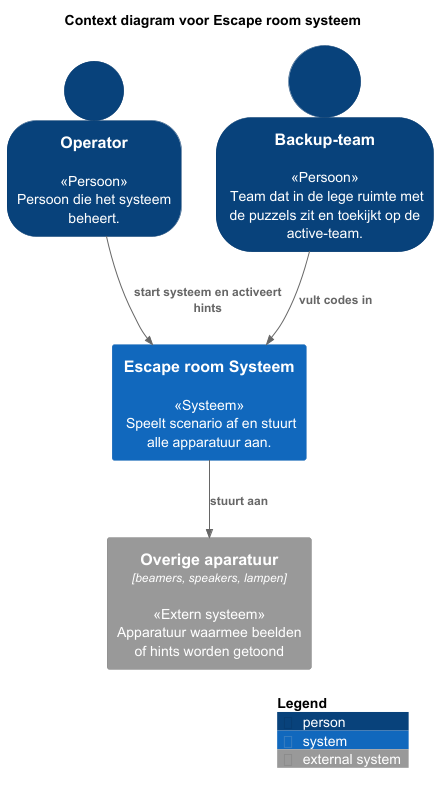 Context diagram voor Escape room systeem
Operator
«Persoon»
Persoon die het systeem
beheert.
Backup-team
«Persoon»
Team dat in de lege ruimte met
de puzzels zit en toekijkt op de
active-team.
start systeem en activeert
hints
vult codes in
Escape room Systeem
«Systeem»
Speelt scenario af en stuurt
alle apparatuur aan.
stuurt aan
Overige aparatuur
[beamers, speakers, lampen]
«Extern systeem»
Apparatuur waarmee beelden
of hints worden getoond
Legend
person
system
external system